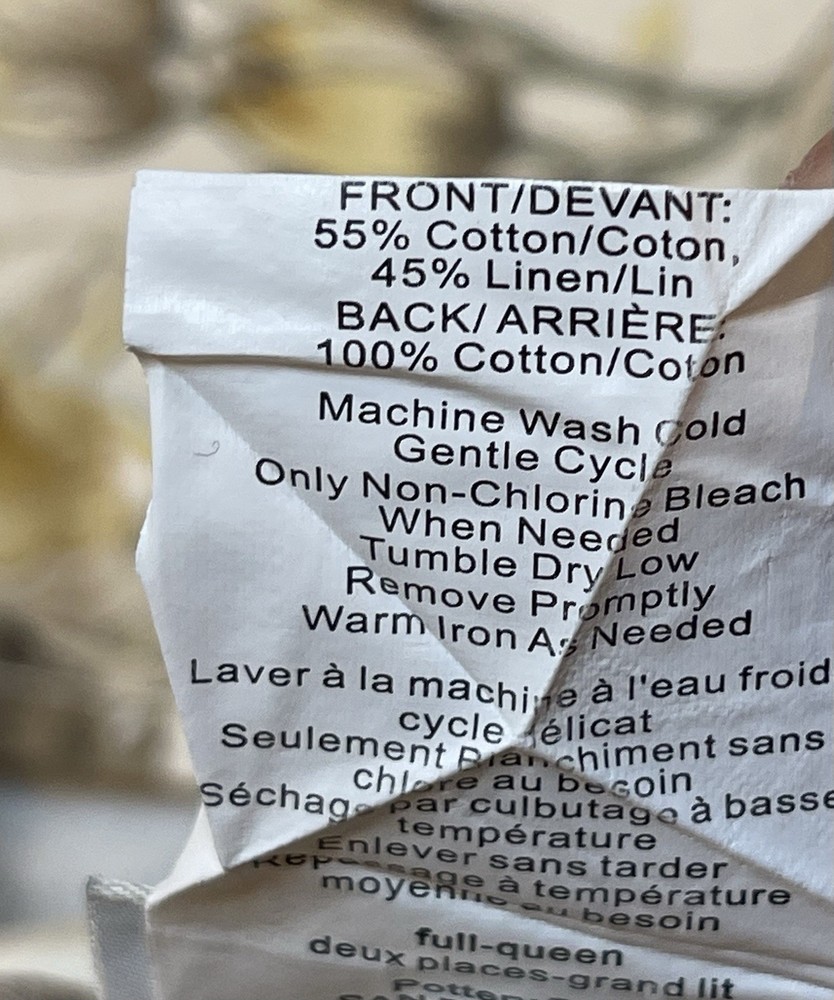 FRONT/DEVANT:
55% Cotton/Coton,
45% Linen/Lin
BACK/ARRIÈRE:
100% Cotton/Coton
Machine Wash Cold
Gentle Cycle
Only Non-Chlorine Bleach
When Needed
Tumble Dry Low
Remove Promptly
Warm Iron As Needed
Laver à la machine à l'eau froid
cycle délicat
Seulement Blanchiment sans
chlore au besoin
Séchage par culbutage à basse
température
Enlever sans tarder
Repassage à température
moyenne au besoin
full-queen
deux places-grand lit